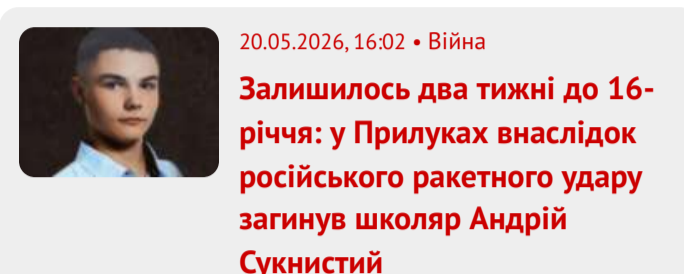 20.05.2026, 16:02 • Війна
Залишилось два тижні до 16-
річчя: у Прилуках внаслідок
російського ракетного удару
загинув школяр Андрій
Сукнистий